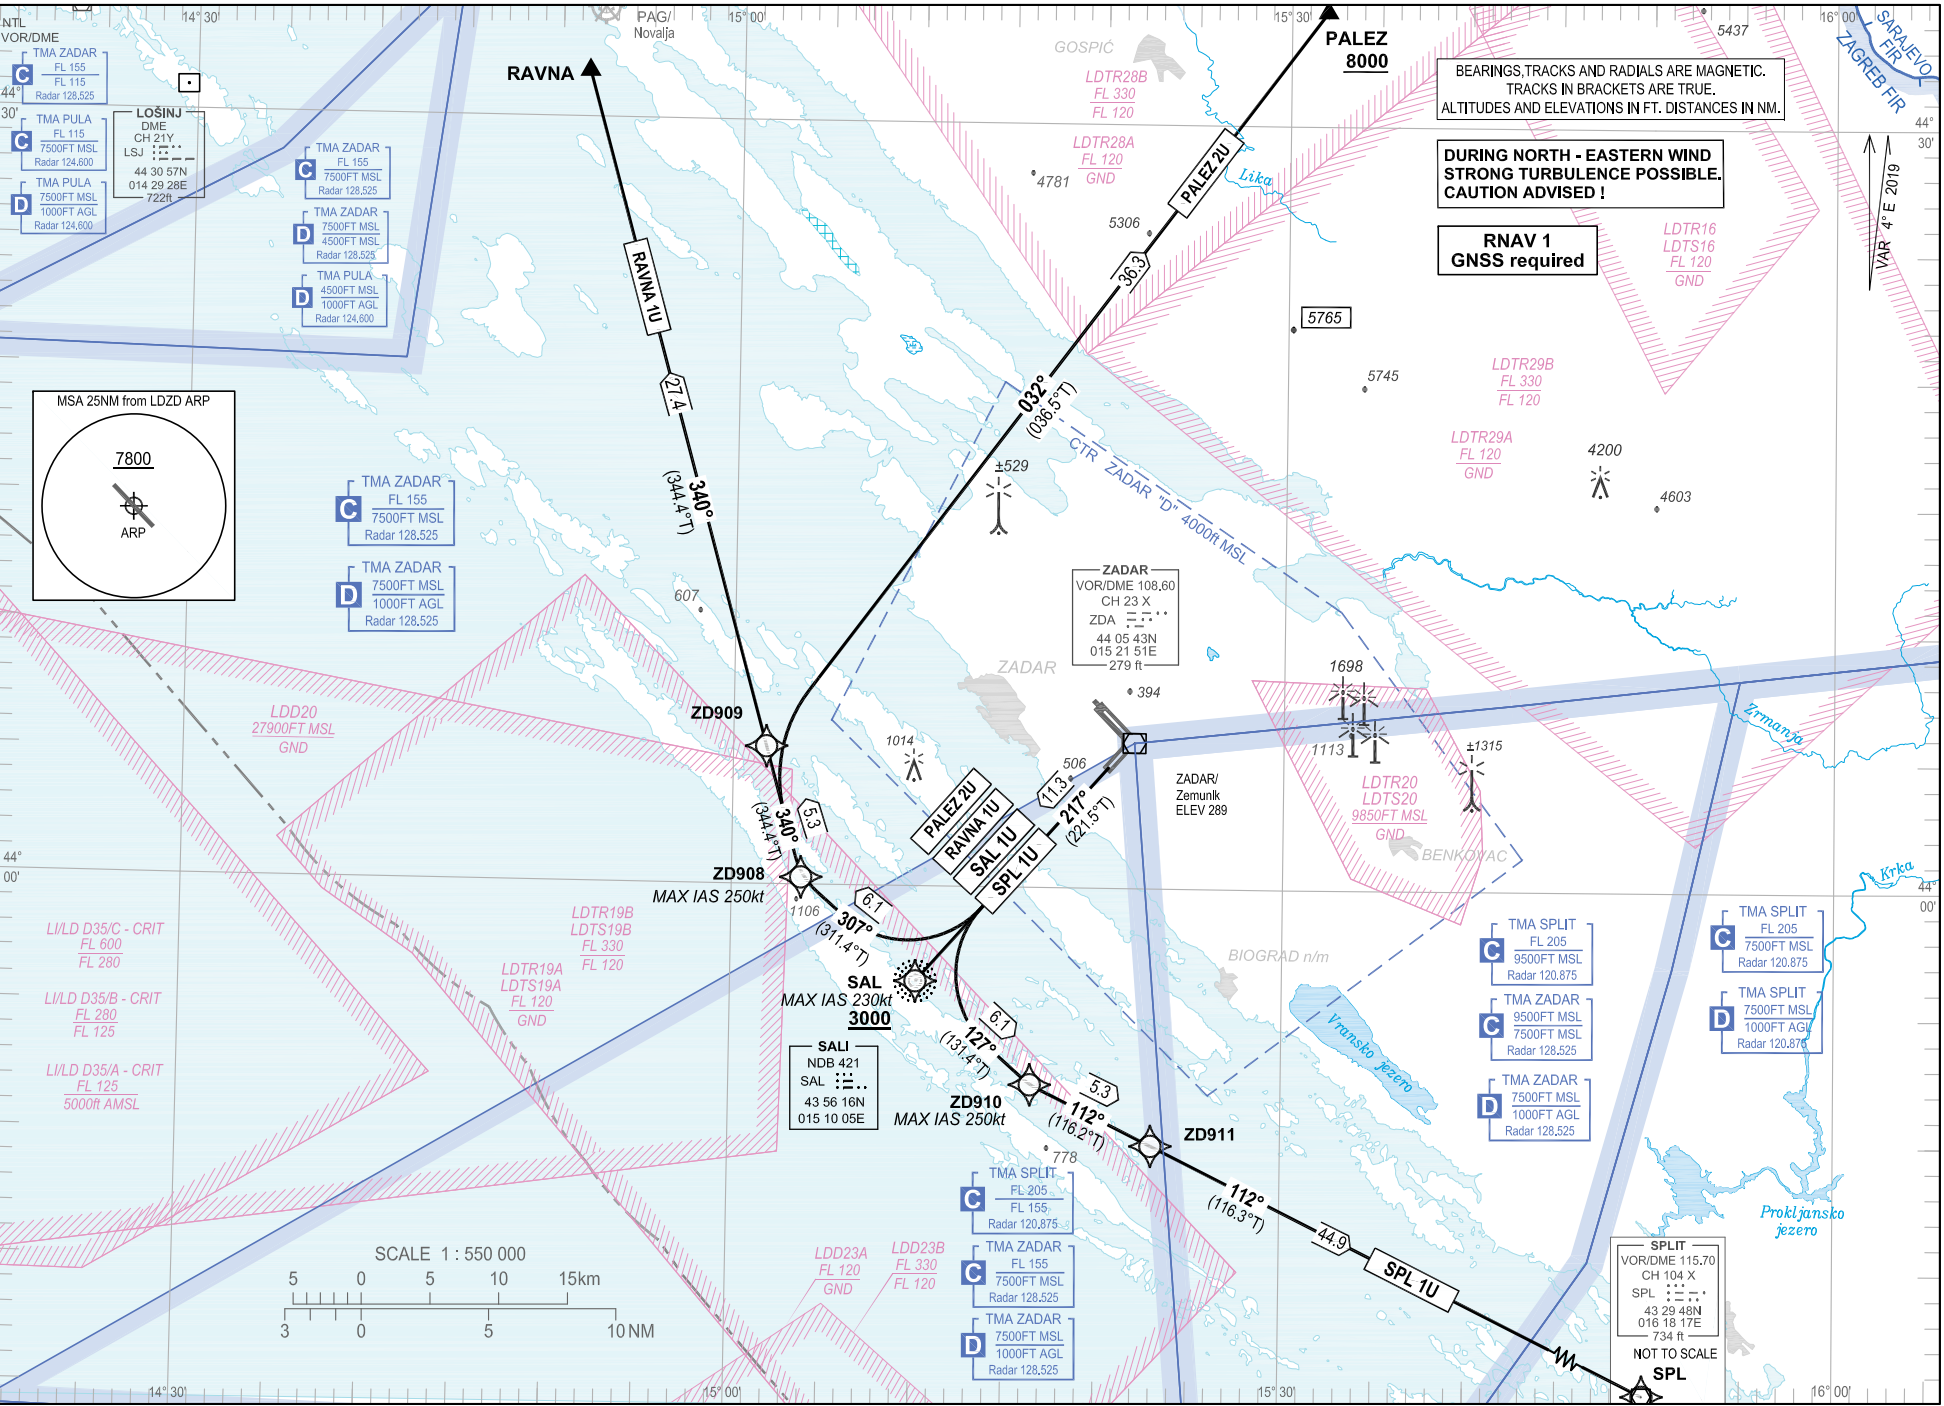 14° 30'
15° 00'
15° 30'
16° 00'
NTL
VOR/DME
TMA ZADAR
C
FL 155
FL 115
Radar 128,525
44°
30'
TMA PULA
C
FL 115
7500FT MSL
Radar 124,600
TMA PULA
D
7500FT MSL
1000FT AGL
Radar 124,600
LOŠINJ
DME
CH 21Y
LSJ
44 30 57N
014 29 28E
722ft
TMA ZADAR
C
FL 155
7500FT MSL
Radar 128,525
TMA ZADAR
D
7500FT MSL
4500FT MSL
Radar 128,525
TMA PULA
D
4500FT MSL
1000FT AGL
Radar 124,600
PAG/
Novalja
RAVNA
RAVNA 1U
27.4
340°
(344.4°T)
GOSPIĆ
LDTR28B
FL 330
FL 120
LDTR28A
FL 120
GND
4781
5306
Lika
PALEZ
8000
PALEZ 2U
36.3
032°
(036.5°T)
5437
SARAJEVO
FIR
ZAGREB FIR
BEARINGS,TRACKS AND RADIALS ARE MAGNETIC.
TRACKS IN BRACKETS ARE TRUE.
ALTITUDES AND ELEVATIONS IN FT. DISTANCES IN NM.
DURING NORTH - EASTERN WIND
STRONG TURBULENCE POSSIBLE.
CAUTION ADVISED !
RNAV 1
GNSS required
44°
30'
VAR 4° E 2019
LDTR16
LDTS16
FL 120
GND
5765
5745
LDTR29B
FL 330
FL 120
LDTR29A
FL 120
GND
4200
4603
MSA 25NM from LDZD ARP
7800
ARP
TMA ZADAR
C
FL 155
7500FT MSL
Radar 128.525
TMA ZADAR
D
7500FT MSL
1000FT AGL
Radar 128.525
±529
CTR ZADAR "D" 4000ft MSL
607
ZADAR
VOR/DME 108,60
CH 23 X
ZDA
44 05 43N
015 21 51E
279 ft
ZADAR
394
1698
1113
±1315
Zrmanja
LDD20
27900FT MSL
GND
ZD909
1014
506
11.3
217°
(221.5°T)
ZADAR/
Zemunik
ELEV 289
LDTR20
LDTS20
9850FT MSL
GND
BENKOVAC
PALEZ 2U
RAVNA 1U
SAL 1U
SPL 1U
5.3
340°
(344.4°T)
44°
00'
ZD908
MAX IAS 250kt
1106
6.1
307°
(311.4°T)
Krka
44°
00'
LI/LD D35/C - CRIT
FL 600
FL 280
LI/LD D35/B - CRIT
FL 280
FL 125
LI/LD D35/A - CRIT
FL 125
5000ft AMSL
LDTR19B
LDTS19B
FL 330
FL 120
LDTR19A
LDTS19A
FL 120
GND
SAL
MAX IAS 230kt
3000
SALI
NDB 421
SAL
43 56 16N
015 10 05E
6.1
127°
(131.4°T)
ZD910
MAX IAS 250kt
5.3
112°
(116.2°T)
ZD911
778
BIOGRAD n/m
Vransko jezero
TMA SPLIT
C
FL 205
9500FT MSL
Radar 120.875
TMA ZADAR
C
9500FT MSL
7500FT MSL
Radar 128.525
TMA ZADAR
D
7500FT MSL
1000FT AGL
Radar 128.525
TMA SPLIT
C
FL 205
7500FT MSL
Radar 120.875
TMA SPLIT
D
7500FT MSL
1000FT AGL
Radar 120.875
TMA SPLIT
C
FL 205
FL 155
Radar 120,875
TMA ZADAR
C
FL 155
7500FT MSL
Radar 128.525
TMA ZADAR
D
7500FT MSL
1000FT AGL
Radar 128,525
112°
(116.3°T)
44.9
SPL 1U
Prokljansko
jezero
SPLIT
VOR/DME 115.70
CH 104 X
SPL
43 29 48N
016 18 17E
734 ft
NOT TO SCALE
SPL
LDD23A
FL 120
GND
LDD23B
FL 330
FL 120
SCALE 1 : 550 000
5 0 5 10 15km
3 0 5 10 NM
14° 30'
15° 00'
15° 30'
16° 00'